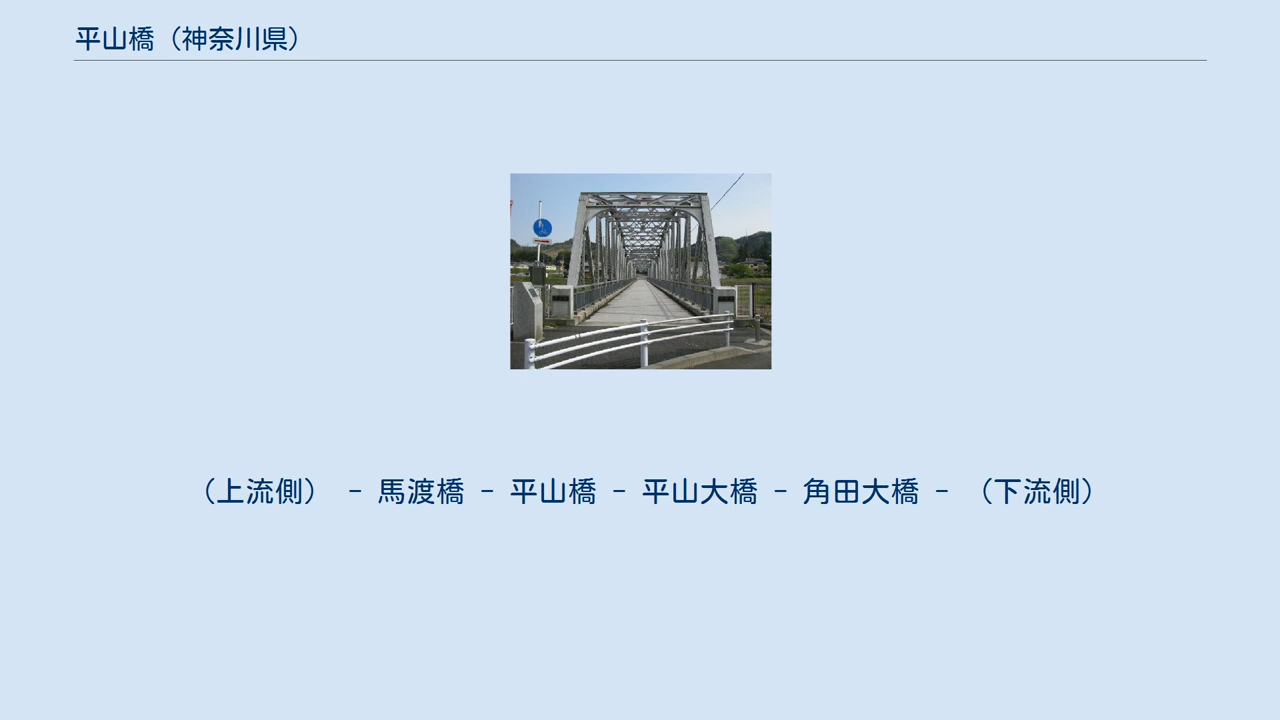 平山橋（神奈川県）
（上流側） - 馬渡橋 - 平山橋 - 平山大橋 - 角田大橋 - （下流側）